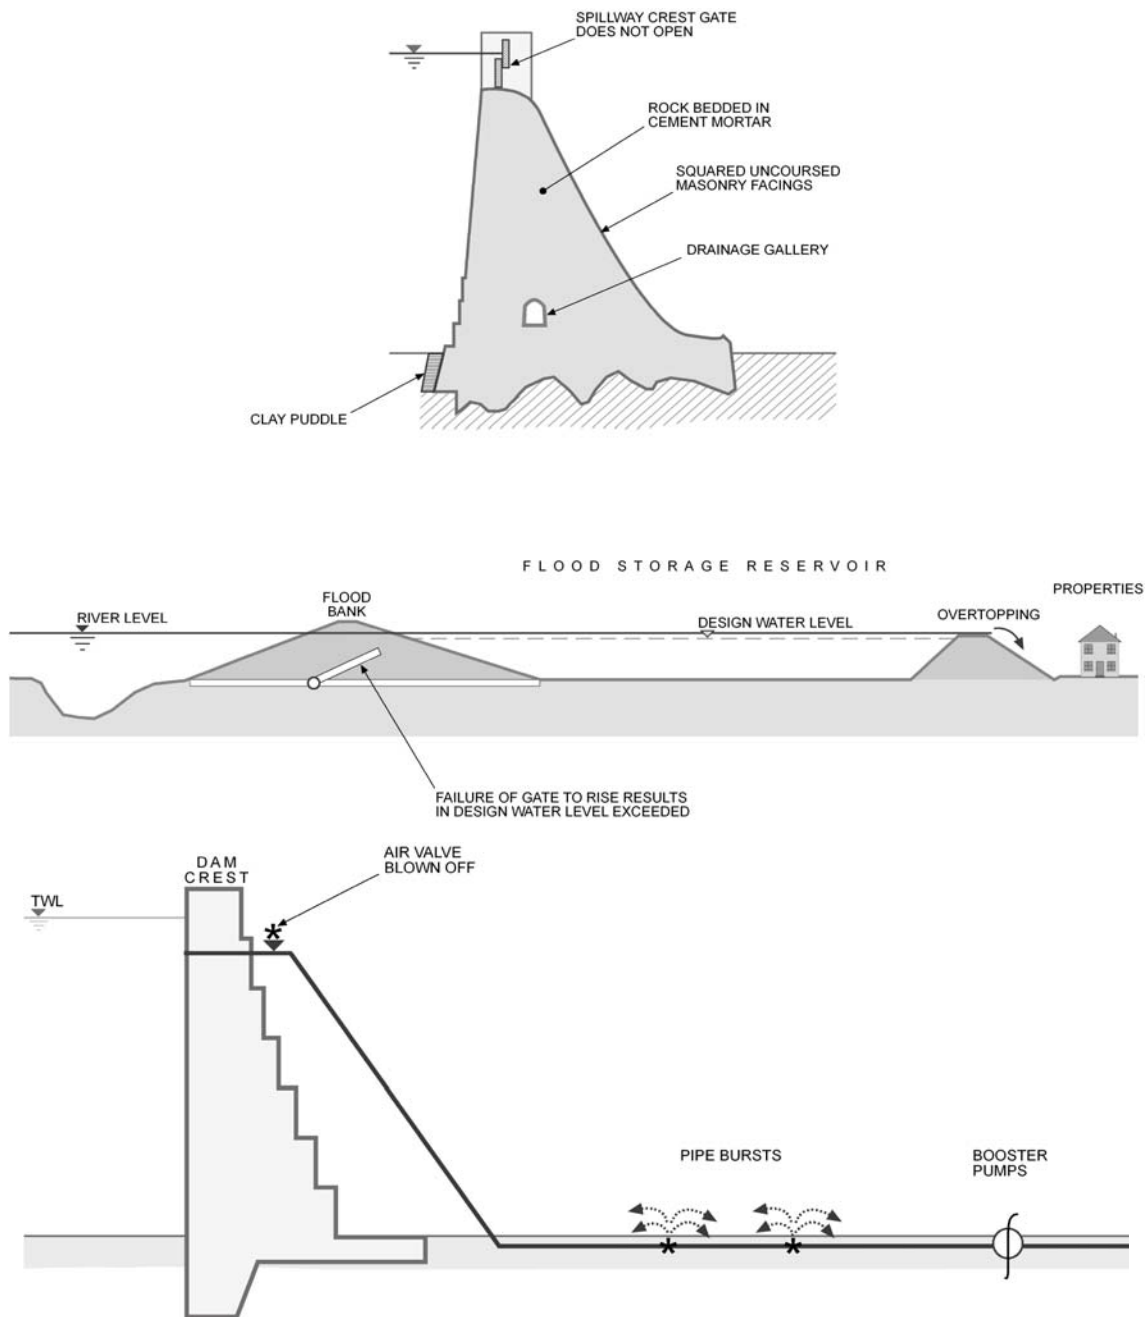 SPILLWAY CREST GATE
DOES NOT OPEN
ROCK BEDDED IN
CEMENT MORTAR
SQUARED UNCOURSED
MASONRY FACINGS
DRAINAGE GALLERY
CLAY PUDDLE
FLOOD STORAGE RESERVOIR
PROPERTIES
FLOOD
BANK
RIVER LEVEL
DESIGN WATER LEVEL
OVERTOPPING
FAILURE OF GATE TO RISE RESULTS
IN DESIGN WATER LEVEL EXCEEDED
AIR VALVE
BLOWN OFF
DAM
CREST
TWL
PIPE BURSTS
BOOSTER
PUMPS